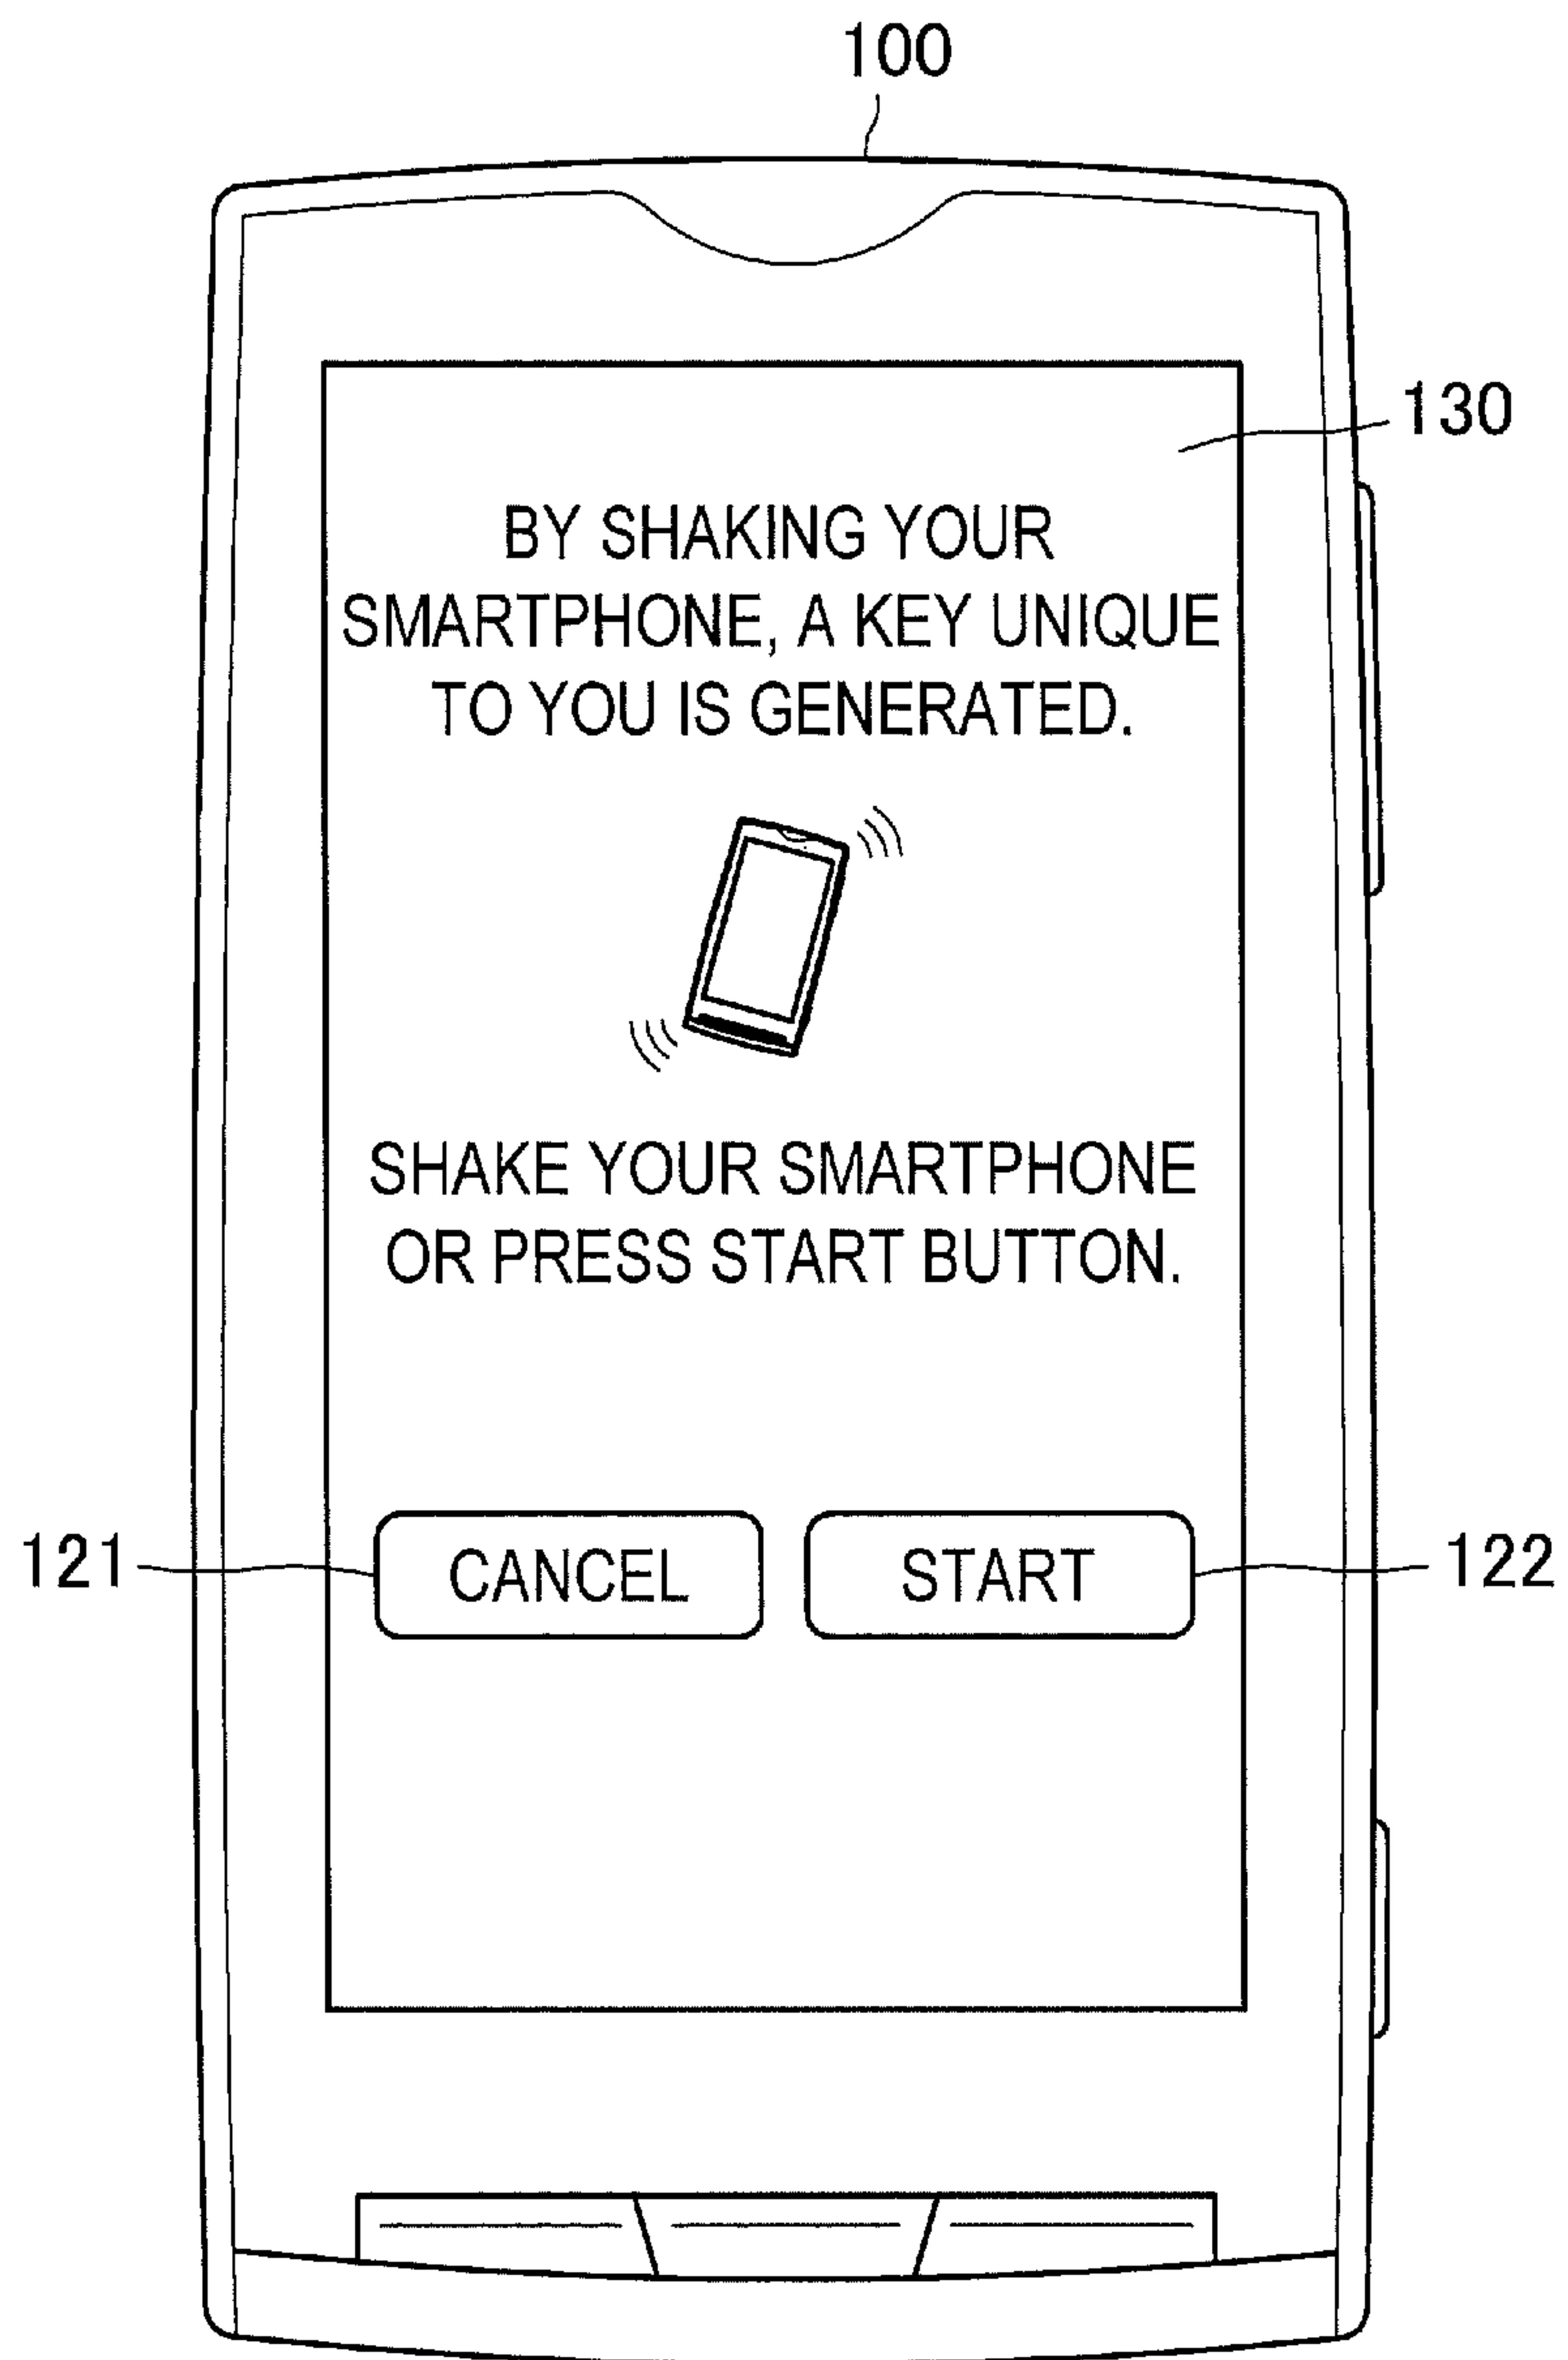 100
130
BY SHAKING YOUR
SMARTPHONE, A KEY UNIQUE
TO YOU IS GENERATED.
SHAKE YOUR SMARTPHONE
OR PRESS START BUTTON.
121
CANCEL
START
122